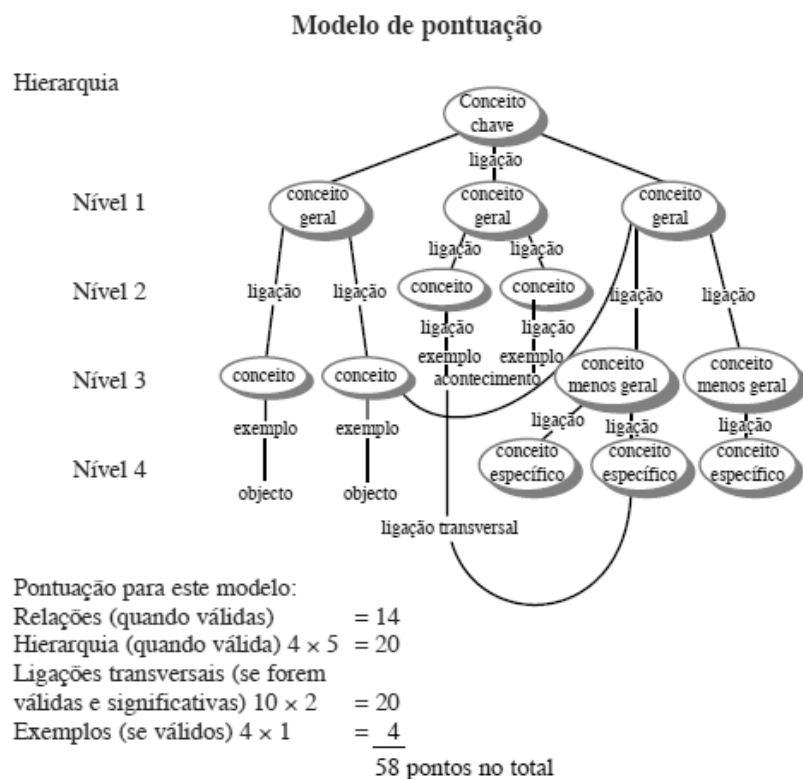 Modelo de pontuação
Hierarquia
Conceito
chave
ligação
Nível 1
conceito
geral
conceito
geral
conceito
geral
ligação
ligação
Nível 2
ligação
ligação
conceito
conceito
ligação
ligação
ligação
ligação
exemplo
exemplo
Nível 3
conceito
conceito
acontecimento
conceito
menos geral
conceito
menos geral
exemplo
exemplo
ligação
ligação
ligação
Nível 4
conceito
específico
conceito
específico
conceito
específico
objecto
objecto
ligação transversal
Pontuação para este modelo:
Relações (quando válidas) = 14
Hierarquia (quando válida) 4 × 5 = 20
Ligações transversais (se forem
válidas e significativas) 10 × 2 = 20
Exemplos (se válidos) 4 × 1 = 4
58 pontos no total